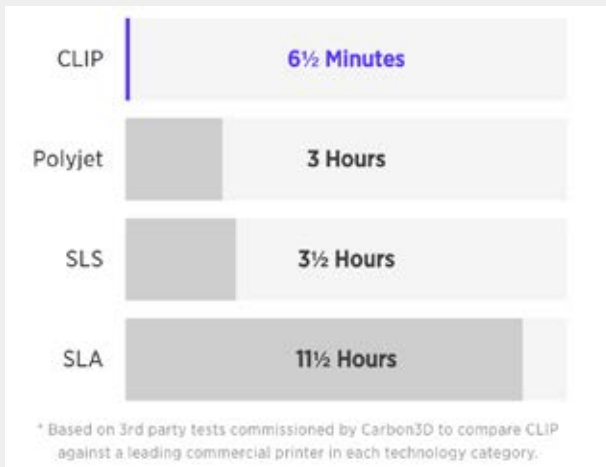 CLIP 6½ Minutes
Polyjet 3 Hours
SLS 3½ Hours
SLA 11½ Hours
* Based on 3rd party tests commissioned by Carbon3D to compare CLIP
against a leading commercial printer in each technology category.